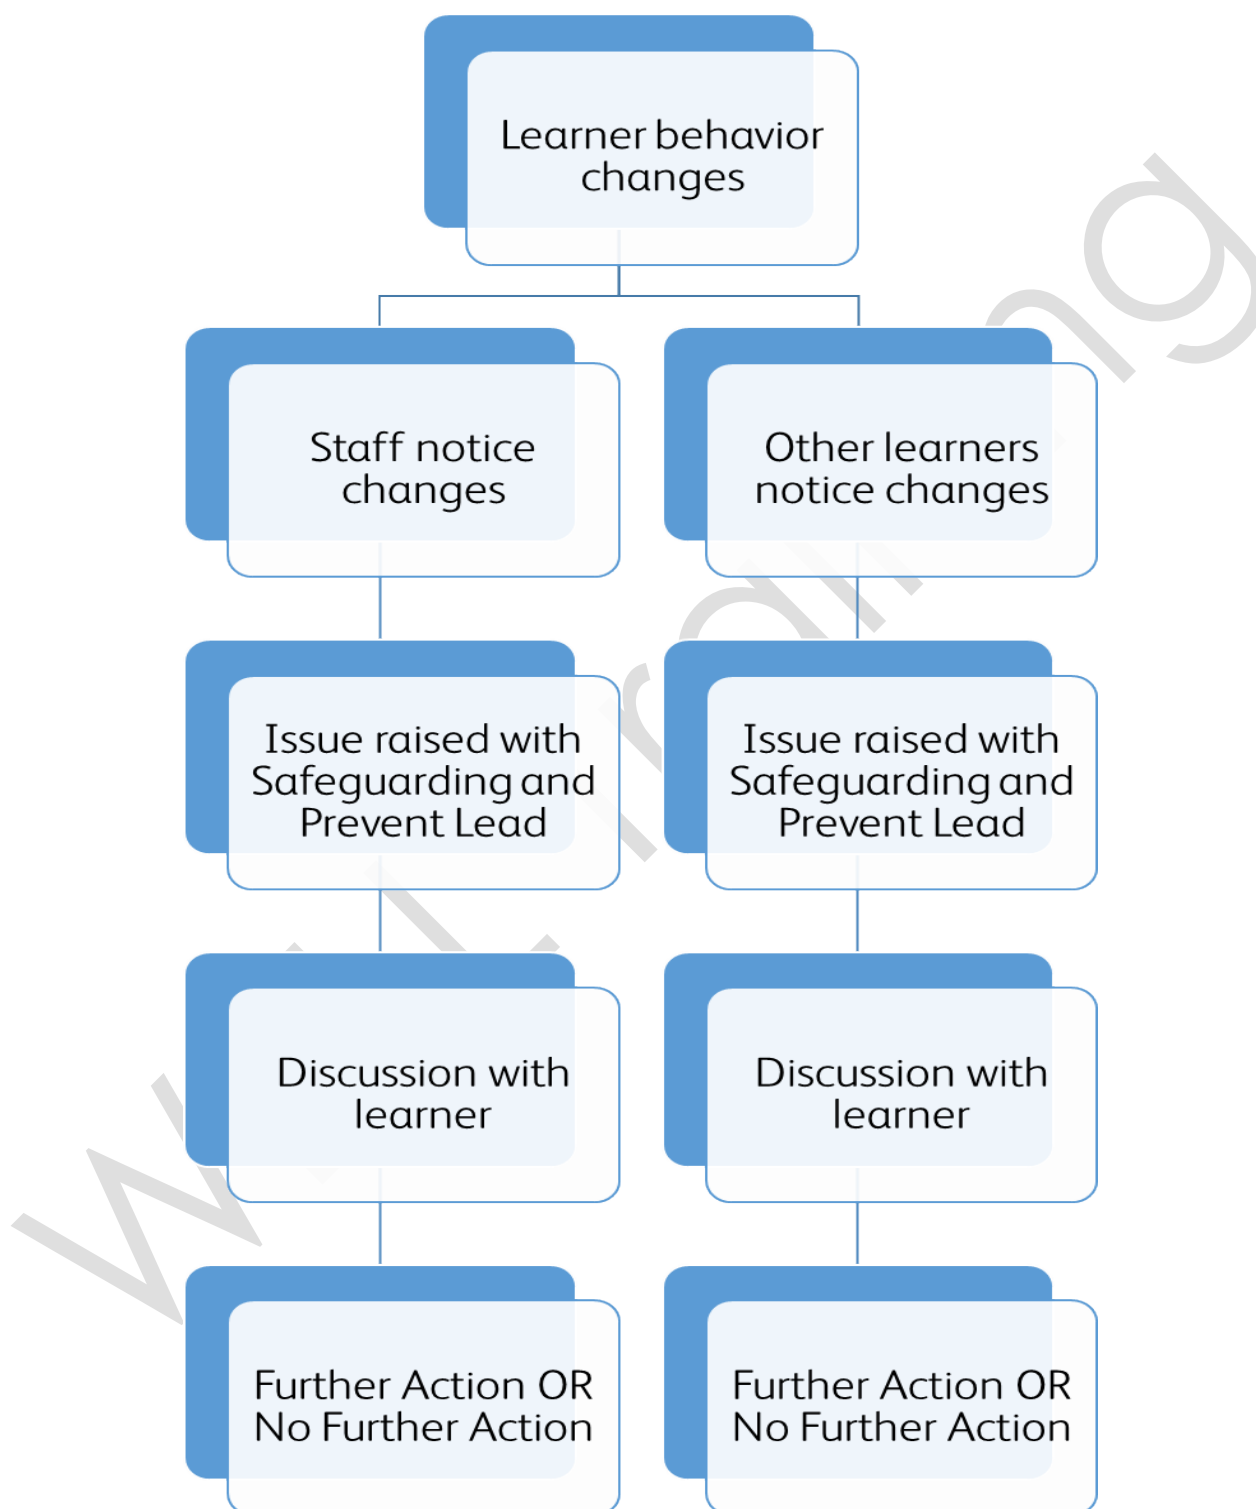 Learner behavior
changes
Staff notice
changes
Other learners
notice changes
Issue raised with
Safeguarding and
Prevent Lead
Issue raised with
Safeguarding and
Prevent Lead
Discussion with
learner
Discussion with
learner
Further Action OR
No Further Action
Further Action OR
No Further Action